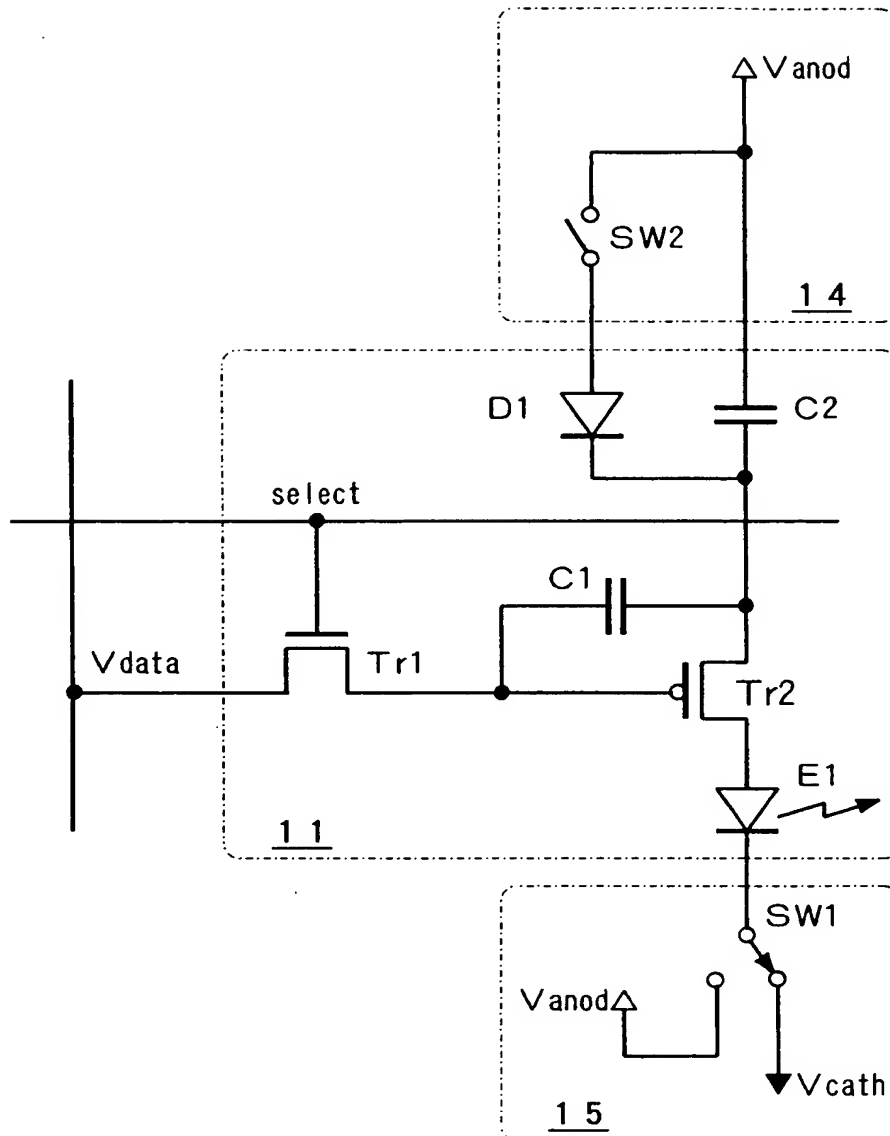 Vanod
SW2
14
D1
C2
select
C1
Vdata
Tr1
Tr2
E1
11
SW1
Vanod
Vcath
15